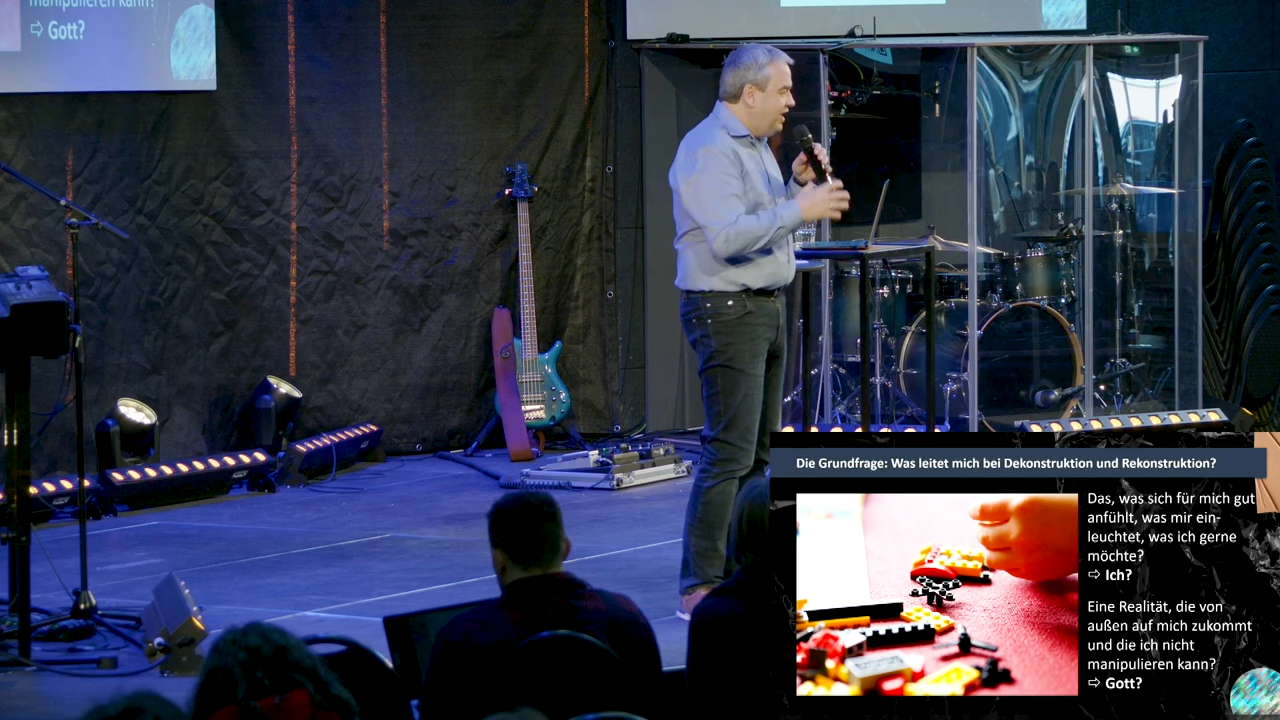 manipulieren kann?
⇨ Gott?
Die Grundfrage: Was leitet mich bei Dekonstruktion und Rekonstruktion?
Das, was sich für mich gut
anfühlt, was mir ein-
leuchtet, was ich gerne
möchte?
⇨ Ich?
Eine Realität, die von
außen auf mich zukommt
und die ich nicht
manipulieren kann?
⇨ Gott?